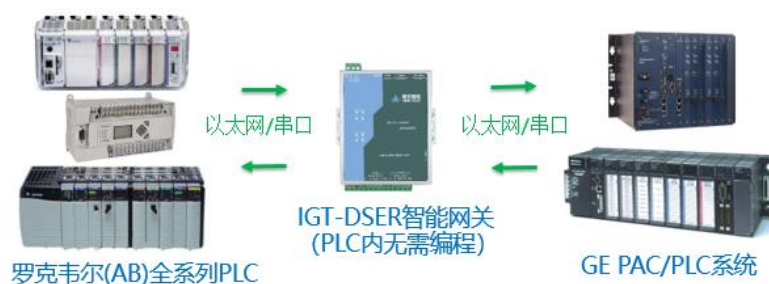 以太网/串口
以太网/串口
IGT-DSER智能网关
(PLC内无需编程)
罗克韦尔(AB)全系列PLC
GE PAC/PLC系统